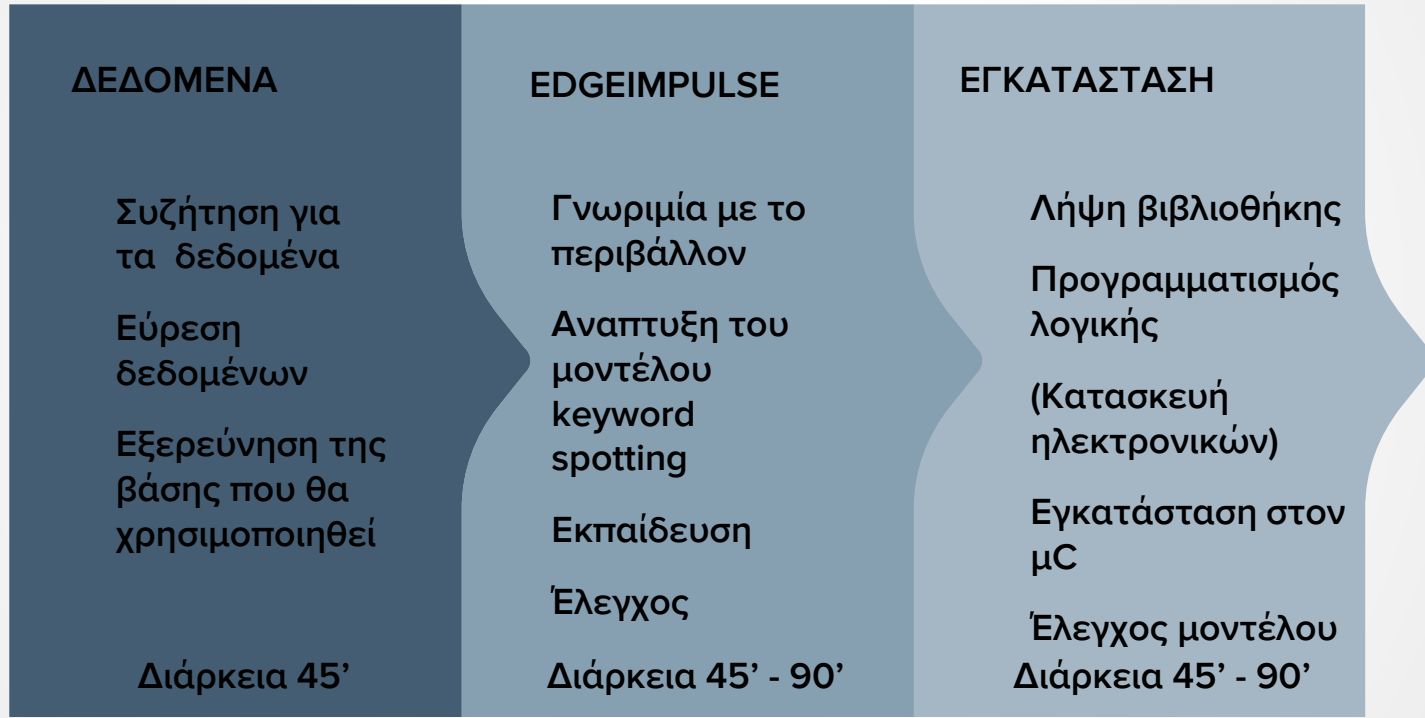 ΔΕΔΟΜΕΝΑ
Συζήτηση για
τα δεδομένα
Εύρεση
δεδομένων
Εξερεύνηση της
βάσης που θα
χρησιμοποιηθεί
Διάρκεια 45’
EDGEIMPULSE
Γνωριμία με το
περιβάλλον
Αναπτυξη του
μοντέλου
keyword
spotting
Εκπαίδευση
Έλεγχος
Διάρκεια 45’ - 90’
ΕΓΚΑΤΑΣΤΑΣΗ
Λήψη βιβλιοθήκης
Προγραμματισμός
λογικής
(Κατασκευή
ηλεκτρονικών)
Εγκατάσταση στον
μC
Έλεγχος μοντέλου
Διάρκεια 45’ - 90’